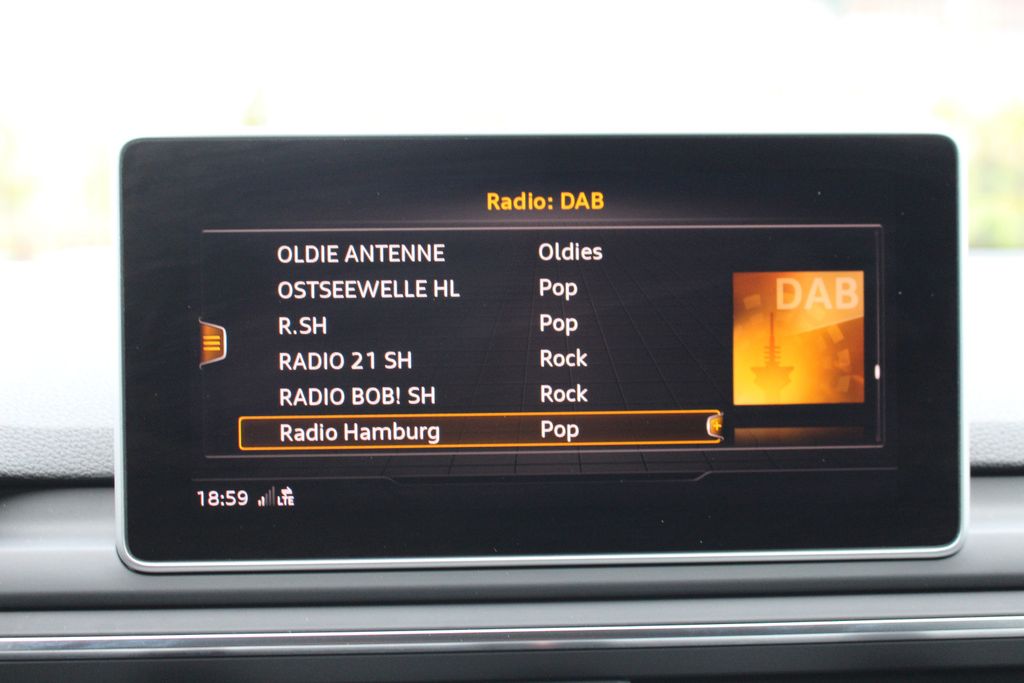 Radio: DAB
OLDIE ANTENNE Oldies
OSTSEEWELLE HL Pop
R.SH Pop
RADIO 21 SH Rock
RADIO BOB! SH Rock
Radio Hamburg Pop
DAB
18:59 LTE